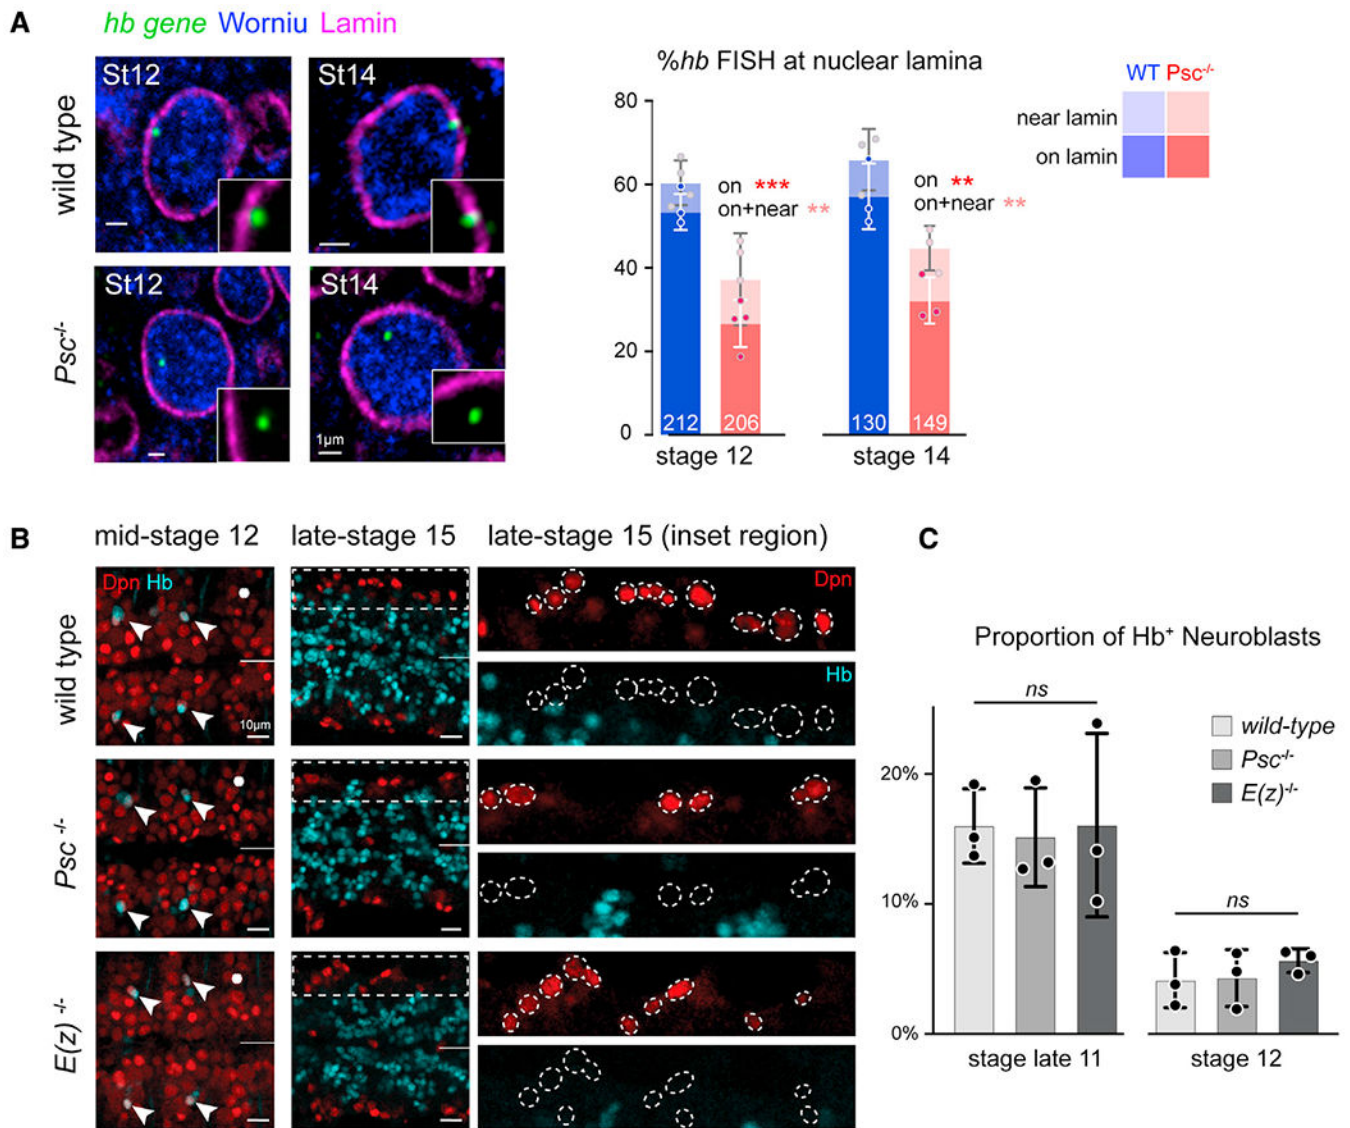 A
hb gene Worniu Lamin
wild type
St12
St14
Psc-/-
St12
St14
1µm
%hb FISH at nuclear lamina
80
60
40
20
0
on ***
on+near **
on **
on+near **
212
206
130
149
stage 12
stage 14
WT Psc-/-
near lamin
on lamin
B
mid-stage 12
late-stage 15
late-stage 15 (inset region)
wild type
Dpn Hb
10µm
Dpn
Hb
Psc -/-
E(z) -/-
C
Proportion of Hb+ Neuroblasts
ns
ns
wild-type
Psc-/-
E(z)-/-
20%
10%
0%
stage late 11
stage 12